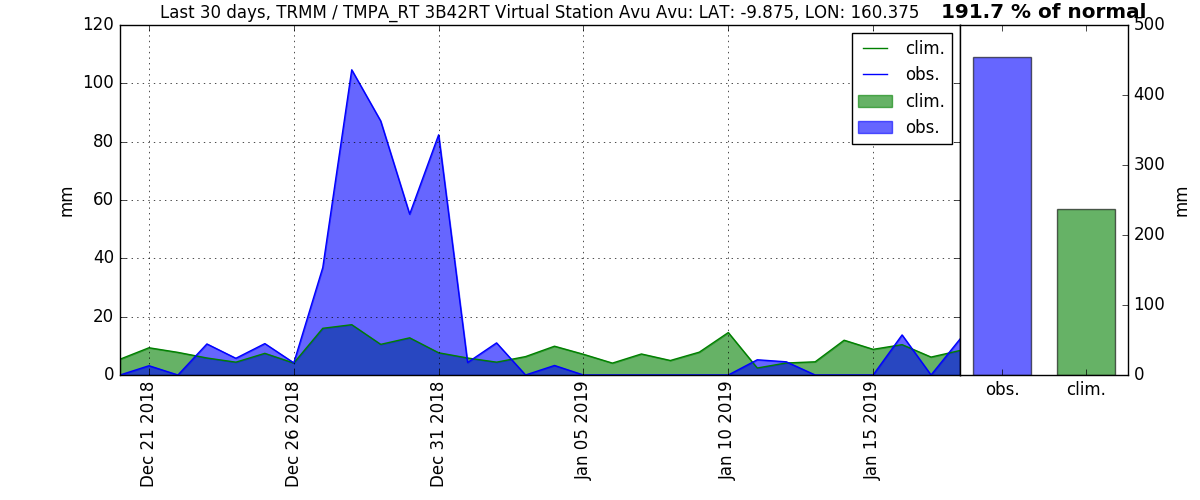 Last 30 days, TRMM / TMPA_RT 3B42RT Virtual Station Avu Avu: LAT: -9.875, LON: 160.375
191.7 % of normal
120
100
80
60
40
20
0
mm
clim.
obs.
clim.
obs.
Dec 21 2018
Dec 26 2018
Dec 31 2018
Jan 05 2019
Jan 10 2019
Jan 15 2019
500
400
300
200
100
0
mm
obs.
clim.